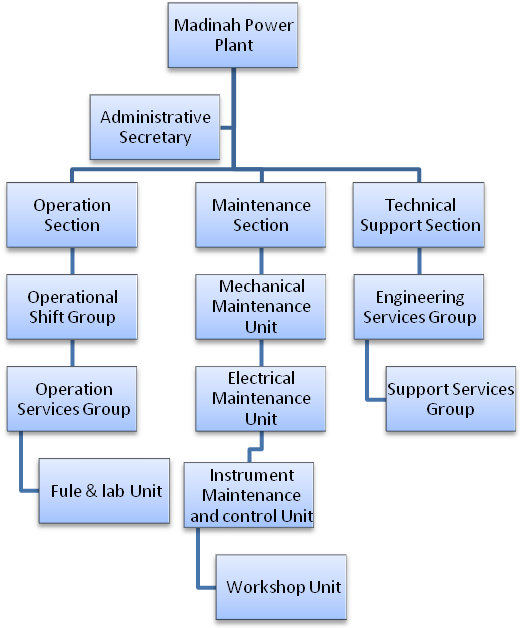 Madinah Power
Plant
Administrative
Secretary
Operation
Section
Maintenance
Section
Technical
Support Section
Operational
Shift Group
Mechanical
Maintenance
Unit
Engineering
Services Group
Operation
Services Group
Electrical
Maintenance
Unit
Support Services
Group
Fule & lab Unit
Instrument
Maintenance
and control Unit
Workshop Unit